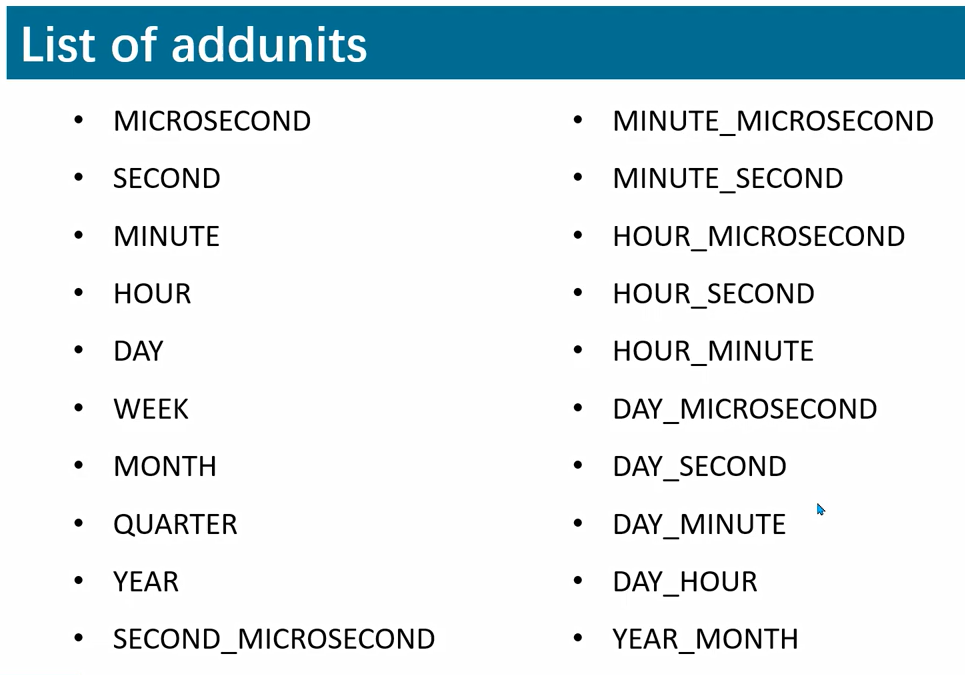 List of addunits
• MICROSECOND
• SECOND
• MINUTE
• HOUR
• DAY
• WEEK
• MONTH
• QUARTER
• YEAR
• SECOND_MICROSECOND
• MINUTE_MICROSECOND
• MINUTE_SECOND
• HOUR_MICROSECOND
• HOUR_SECOND
• HOUR_MINUTE
• DAY_MICROSECOND
• DAY_SECOND
• DAY_MINUTE
• DAY_HOUR
• YEAR_MONTH